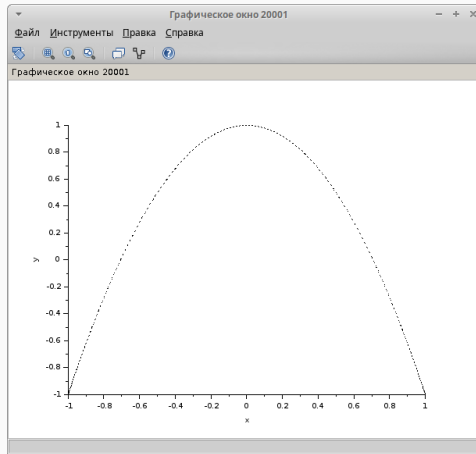 Графическое окно 20001
Файл Инструменты Правка Справка
Графическое окно 20001
1
0.8
0.6
0.4
0.2
0
-0.2
-0.4
-0.6
-0.8
-1
y
-1 -0.8 -0.6 -0.4 -0.2 0 0.2 0.4 0.6 0.8 1
x